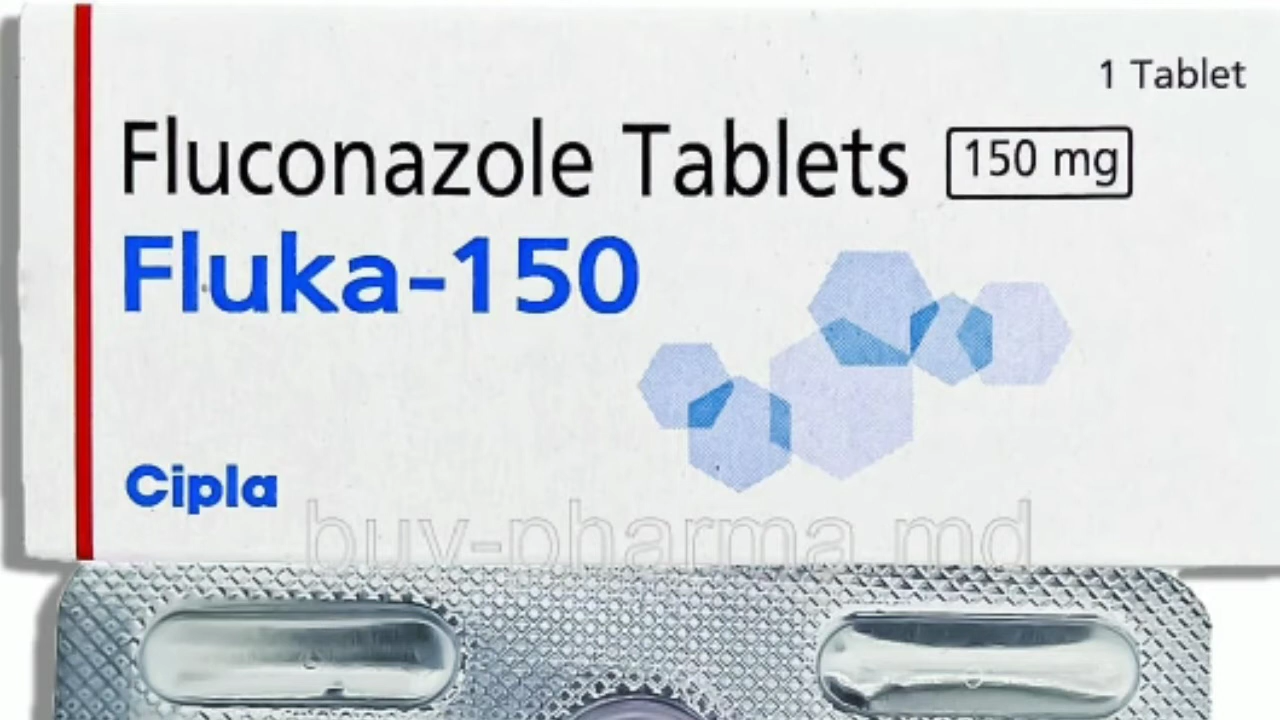 1 Tablet
Fluconazole Tablets 150 mg
Fluka-150
Cipla
buy-pharma.md